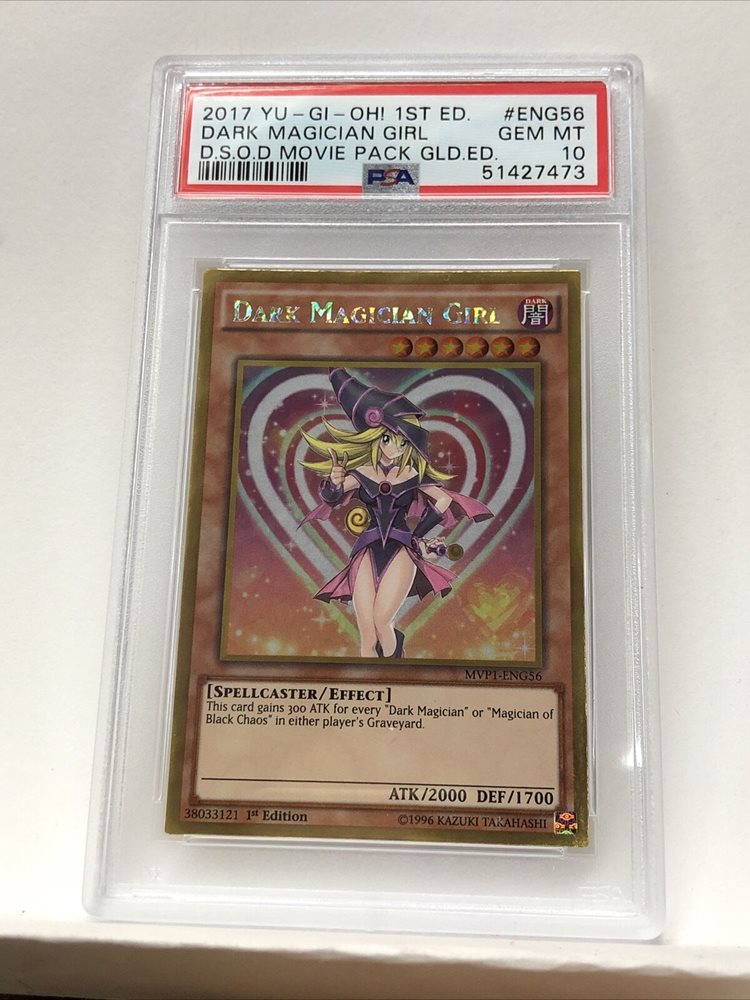 2017 YU-GI-OH! 1ST ED. #ENG56
DARK MAGICIAN GIRL GEM MT
D.S.O.D MOVIE PACK GLD.ED. 10
PSA 51427473
DARK MAGICIAN GIRL
DARK
闇
MVP1-ENG56
[SPELLCASTER/EFFECT]
This card gains 300 ATK for every "Dark Magician" or "Magician of
Black Chaos" in either player's Graveyard.
ATK/2000 DEF/1700
38033121 1st Edition ©1996 KAZUKI TAKAHASHI